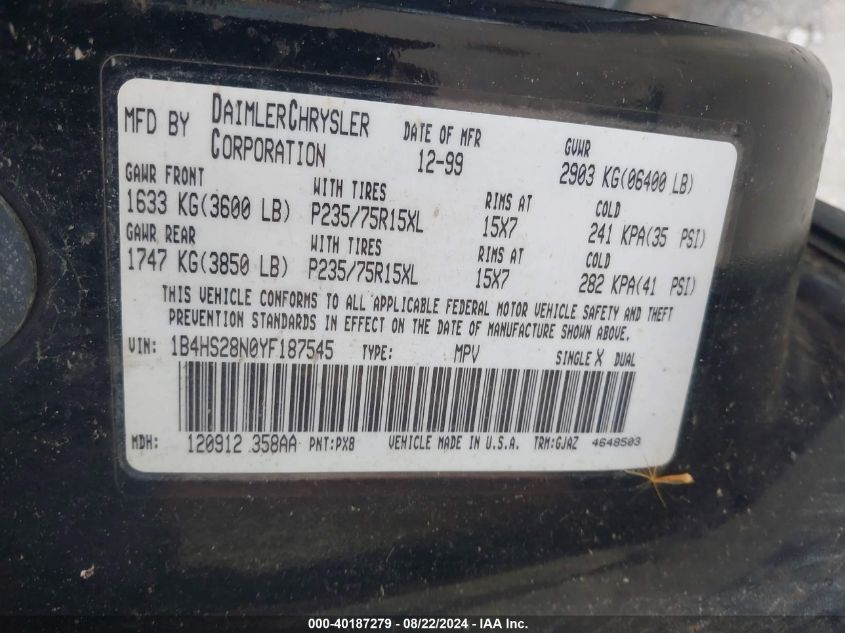 MFD BY DAIMLERCHRYSLER CORPORATION DATE OF MFR 12-99 GVWR 2903 KG(06400 LB)
GAWR FRONT WITH TIRES RIMS AT COLD
1633 KG(3600 LB) P235/75R15XL 15X7 241 KPA(35 PSI)
GAWR REAR WITH TIRES RIMS AT COLD
1747 KG(3850 LB) P235/75R15XL 15X7 282 KPA(41 PSI)
THIS VEHICLE CONFORMS TO ALL APPLICABLE FEDERAL MOTOR VEHICLE SAFETY AND THEFT
PREVENTION STANDARDS IN EFFECT ON THE DATE OF MANUFACTURE SHOWN ABOVE.
VIN: 1B4HS28N0YF187545 TYPE: MPV SINGLE X DUAL
MDH: 120912 358AA PNT:PX8 VEHICLE MADE IN U.S.A. TRM:GJAZ 4648503
000-40187279 - 08/22/2024 - IAA Inc.